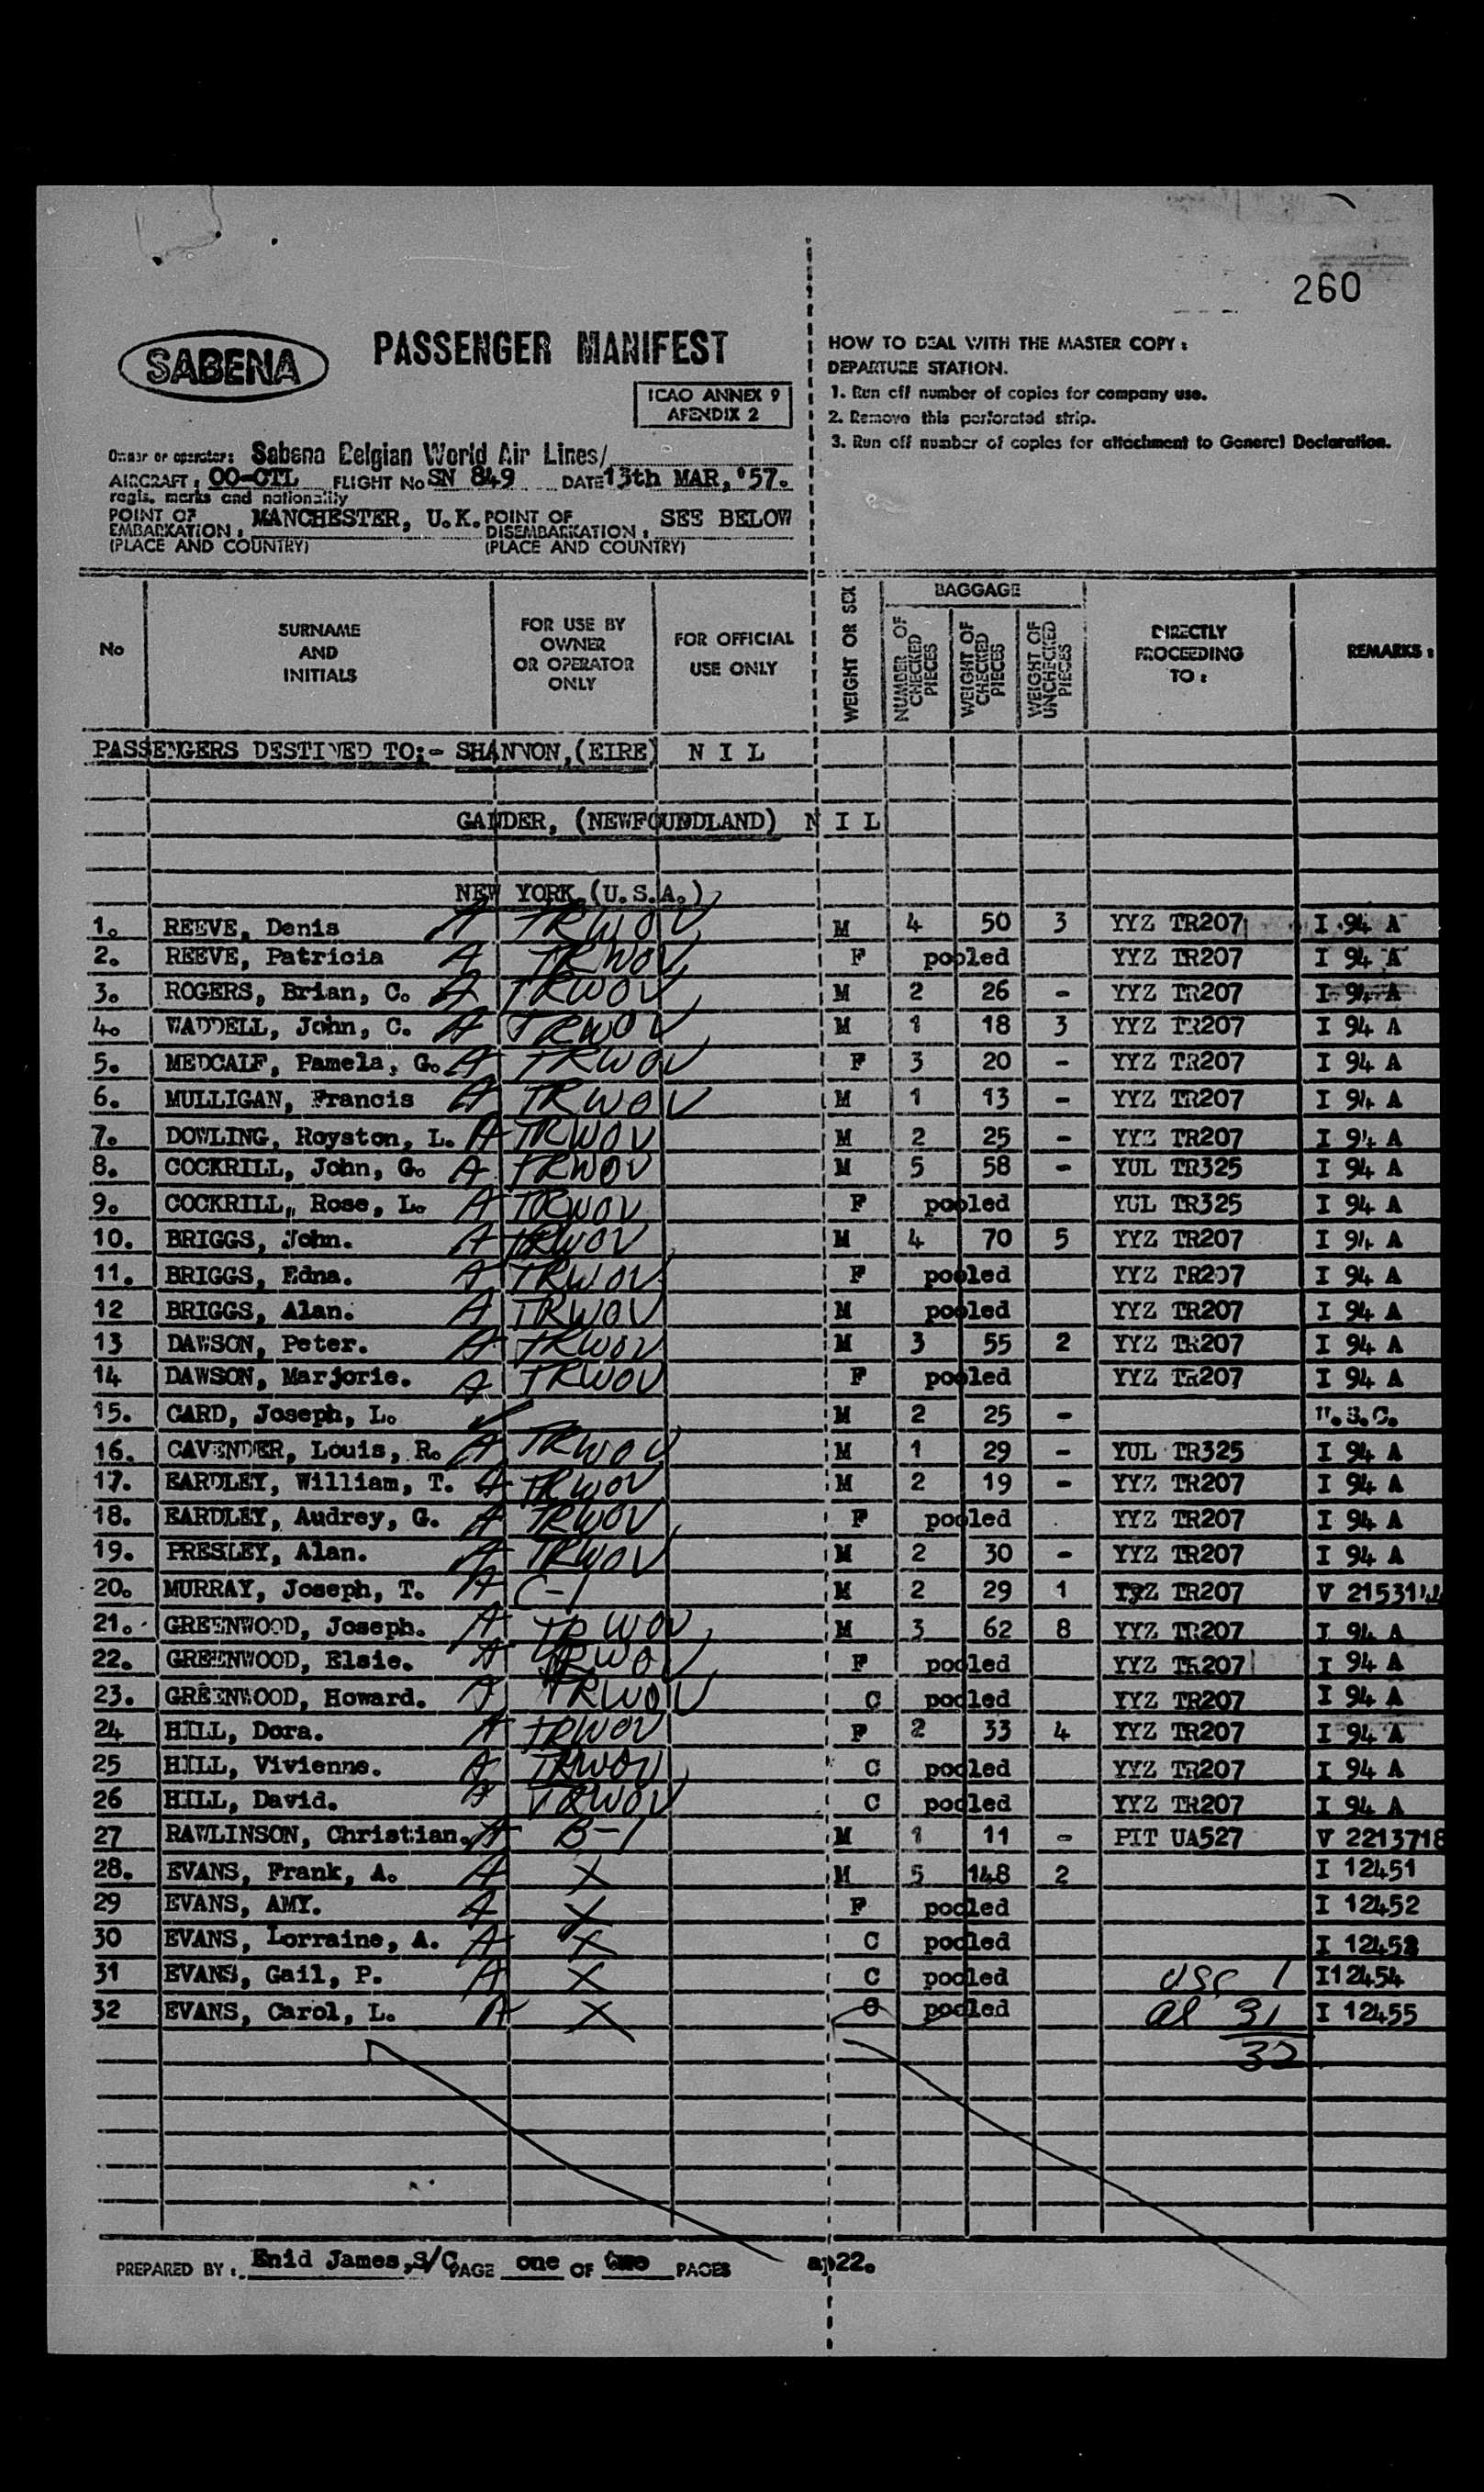 260
SABENA
PASSENGER MANIFEST
ICAO ANNEX 9
APENDIX 2
HOW TO DEAL WITH THE MASTER COPY :
DEPARTURE STATION.
1. Run off number of copies for company use.
2. Remove this perforated strip.
3. Run off number of copies for attachment to General Declaration.
Owner or operator: Sabena Belgian World Air Lines/
AIRCRAFT : OO-CTL FLIGHT No SN 849 DATE 13th MAR, '57.
regis. marks and nationality
POINT OF EMBARKATION : MANCHESTER, U.K. POINT OF DISEMBARKATION : SEE BELOW
(PLACE AND COUNTRY) (PLACE AND COUNTRY)
No
SURNAME AND INITIALS
FOR USE BY OWNER OR OPERATOR ONLY
FOR OFFICIAL USE ONLY
WEIGHT OR SEX
BAGGAGE
NUMBER OF CHECKED PIECES
WEIGHT OF CHECKED PIECES
WEIGHT OF UNCHECKED PIECES
DIRECTLY PROCEEDING TO :
REMARKS :
PASSENGERS DESTINED TO;- SHANNON,(EIRE) N I L
GANDER, (NEWFOUNDLAND) N I L
NEW YORK,(U.S.A.)
1. REEVE, Denis A TRWOV M 4 50 3 YYZ TR207 I 94 A
2. REEVE, Patricia A TRWOV F pooled YYZ TR207 I 94 A
3. ROGERS, Brian, C. A TRWOV M 2 26 - YYZ TR207 I 94 A
4. WADDELL, John, C. A TRWOV M 1 18 3 YYZ TR207 I 94 A
5. MEDCALF, Pamela, G. A TRWOV F 3 20 - YYZ TR207 I 94 A
6. MULLIGAN, Francis A TRWOV M 1 13 - YYZ TR207 I 94 A
7. DOWLING, Royston, L. A TRWOV M 2 25 - YYZ TR207 I 94 A
8. COCKRILL, John, G. A TRWOV M 5 58 - YUL TR325 I 94 A
9. COCKRILL, Rose, L. A TRWOV F pooled YUL TR325 I 94 A
10. BRIGGS, John. A TRWOV M 4 70 5 YYZ TR207 I 94 A
11. BRIGGS, Edna. A TRWOV F pooled YYZ TR207 I 94 A
12 BRIGGS, Alan. A TRWOV M pooled YYZ TR207 I 94 A
13 DAWSON, Peter. A TRWOV M 3 55 2 YYZ TR207 I 94 A
14 DAWSON, Marjorie. A TRWOV F pooled YYZ TR207 I 94 A
15. CARD, Joseph, L. ✓ M 2 25 - U.S.C.
16. CAVENDER, Louis, R. A TRWOV M 1 29 - YUL TR325 I 94 A
17. EARDLEY, William, T. A TRWOV M 2 19 - YYZ TR207 I 94 A
18. EARDLEY, Audrey, G. A TRWOV F pooled YYZ TR207 I 94 A
19. PRESLEY, Alan. A TRWOV M 2 30 - YYZ TR207 I 94 A
20. MURRAY, Joseph, T. A C-1 M 2 29 1 TR207
21. GREENWOOD, Joseph. A TRWOV M 3 62 8 YYZ TR207 I 94 A
22. GREENWOOD, Elsie. A TRWOV F pooled YYZ TR207 I 94 A
23. GREENWOOD, Howard. A TRWOV C pooled YYZ TR207 I 94 A
24 HILL, Dora. A TRWOV F 2 33 4 YYZ TR207 I 94 A
25 HILL, Vivienne. A TRWOV C pooled YYZ TR207 I 94 A
26 HILL, David. A TRWOV C pooled YYZ TR207 I 94 A
27 RAWLINSON, Christian. A B-1 M 1 11 - PIT UA527 V 2213718
28. EVANS, Frank, A. A X M 5 148 2 I 12451
29 EVANS, AMY. A X F pooled I 12452
30 EVANS, Lorraine, A. A X C pooled I 12453
31 EVANS, Gail, P. A X C pooled USC 1 I12454
32 EVANS, Carol, L. A X C pooled al 31 I 12455
32
PREPARED BY : Enid James,S/C PAGE one OF two PAGES ap22.